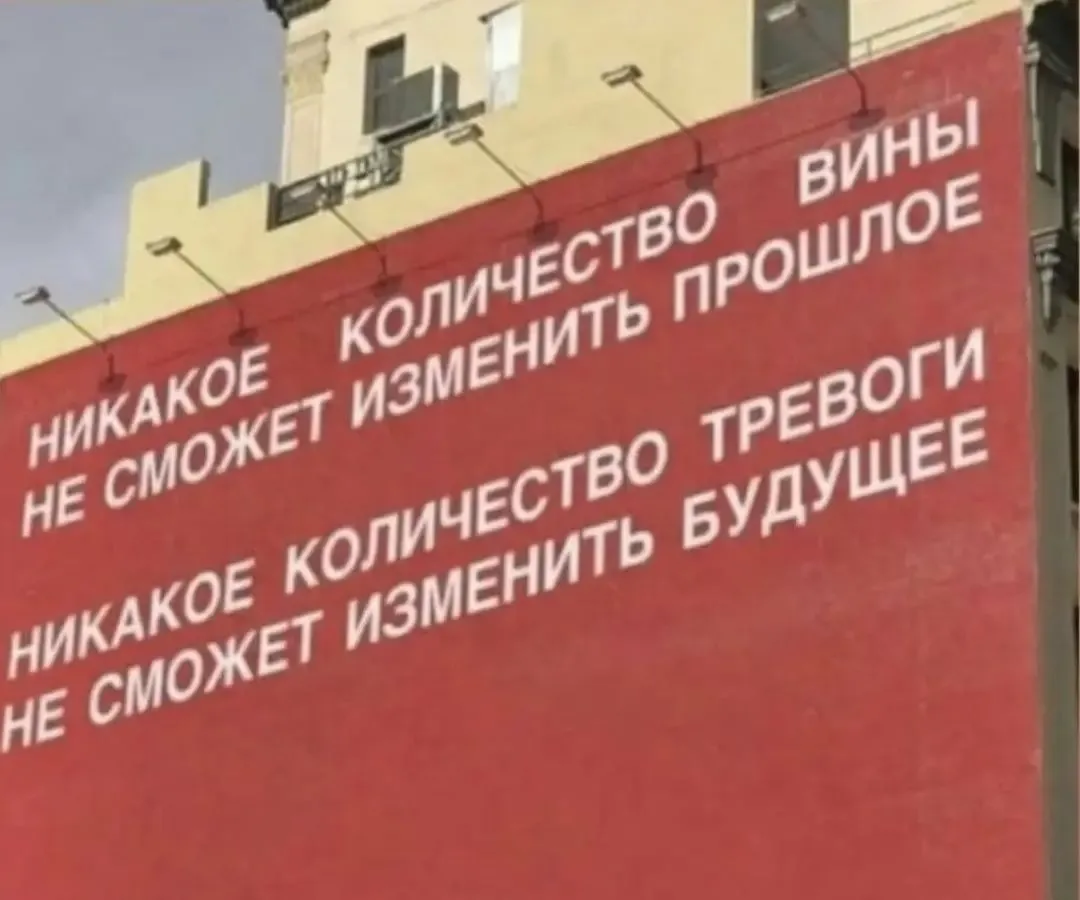 НИКАКОЕ КОЛИЧЕСТВО ВИНЫ
НЕ СМОЖЕТ ИЗМЕНИТЬ ПРОШЛОЕ
НИКАКОЕ КОЛИЧЕСТВО ТРЕВОГИ
НЕ СМОЖЕТ ИЗМЕНИТЬ БУДУЩЕЕ